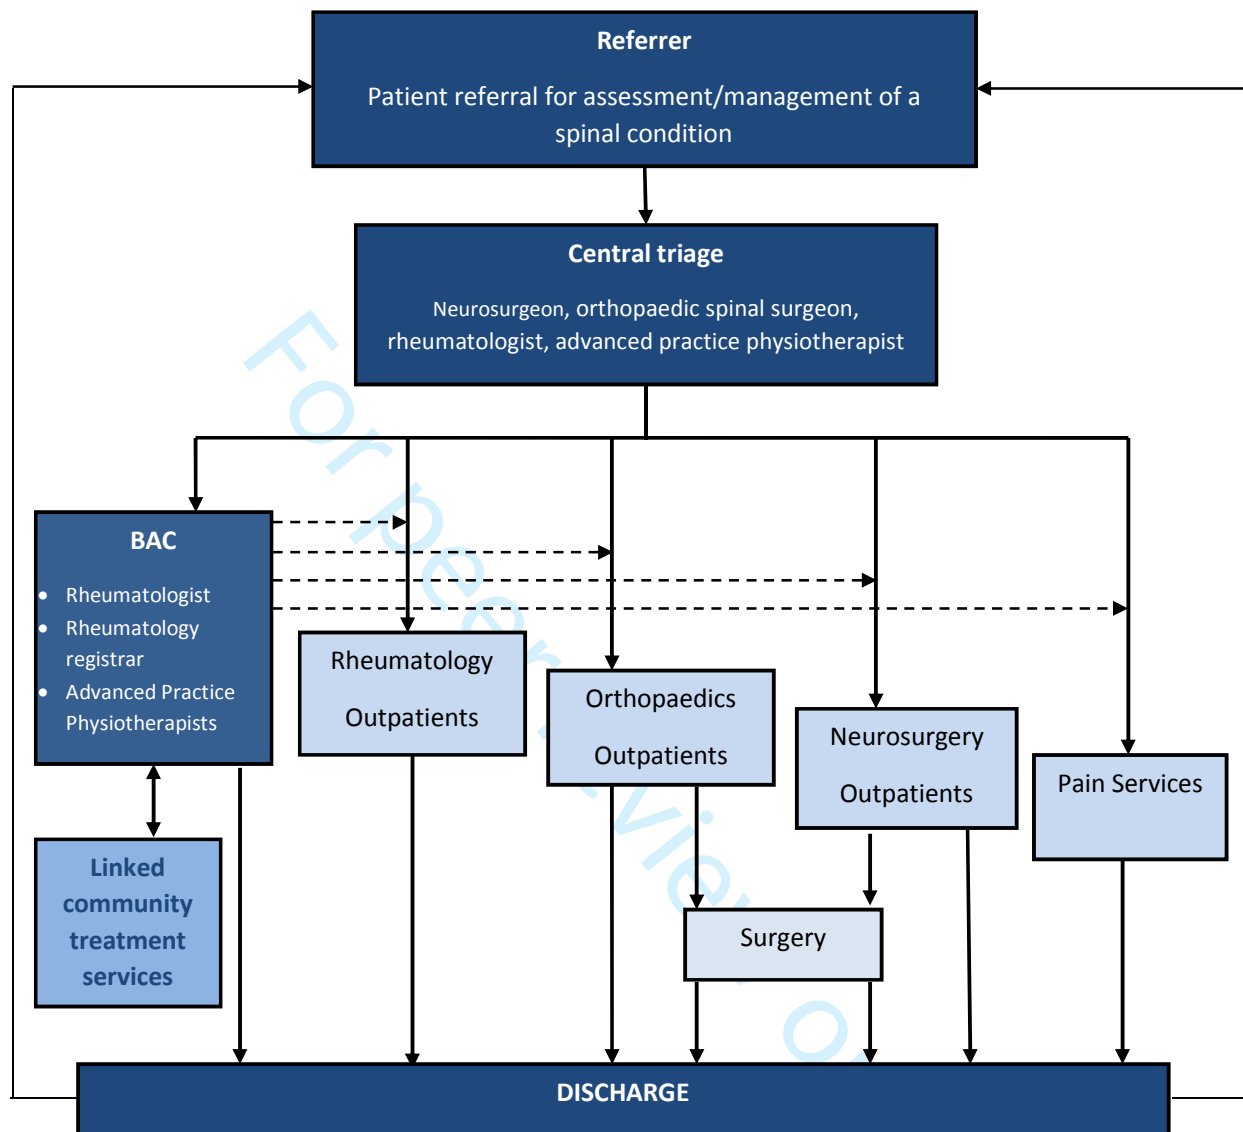 Referrer
Patient referral for assessment/management of a
spinal condition
Central triage
Neurosurgeon, orthopaedic spinal surgeon,
rheumatologist, advanced practice physiotherapist
BAC
• Rheumatologist
• Rheumatology
registrar
• Advanced Practice
Physiotherapists
Rheumatology
Outpatients
Orthopaedics
Outpatients
Neurosurgery
Outpatients
Pain Services
Linked
community
treatment
services
Surgery
DISCHARGE
For peer review